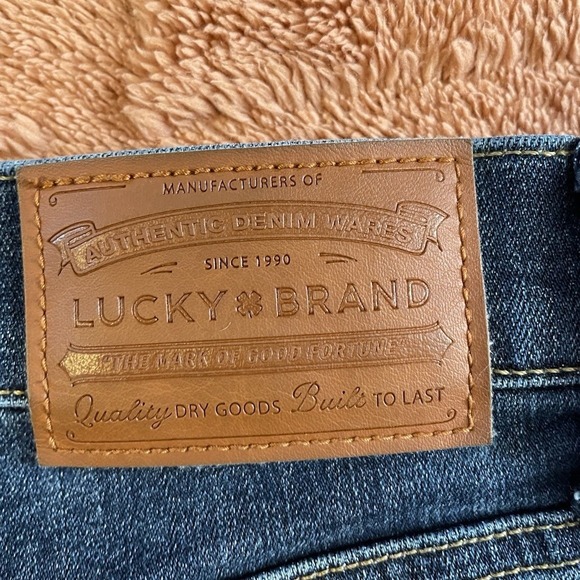 MANUFACTURERS OF
AUTHENTIC DENIM WARES
SINCE 1990
LUCKY BRAND
"THE MARK OF GOOD FORTUNE"
Quality DRY GOODS Built TO LAST